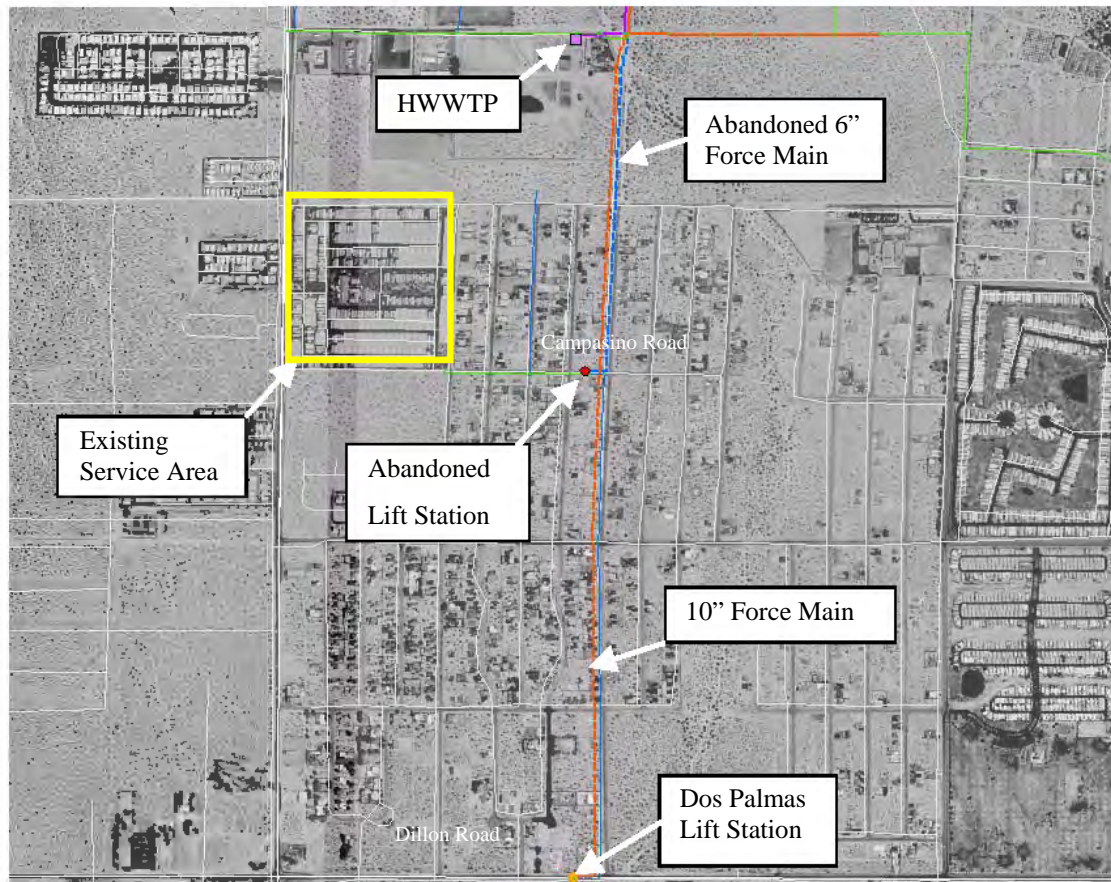 HWWTP
Abandoned 6”
Force Main
Campasino Road
Existing
Service Area
Abandoned
Lift Station
10” Force Main
Dos Palmas
Lift Station
Dillon Road